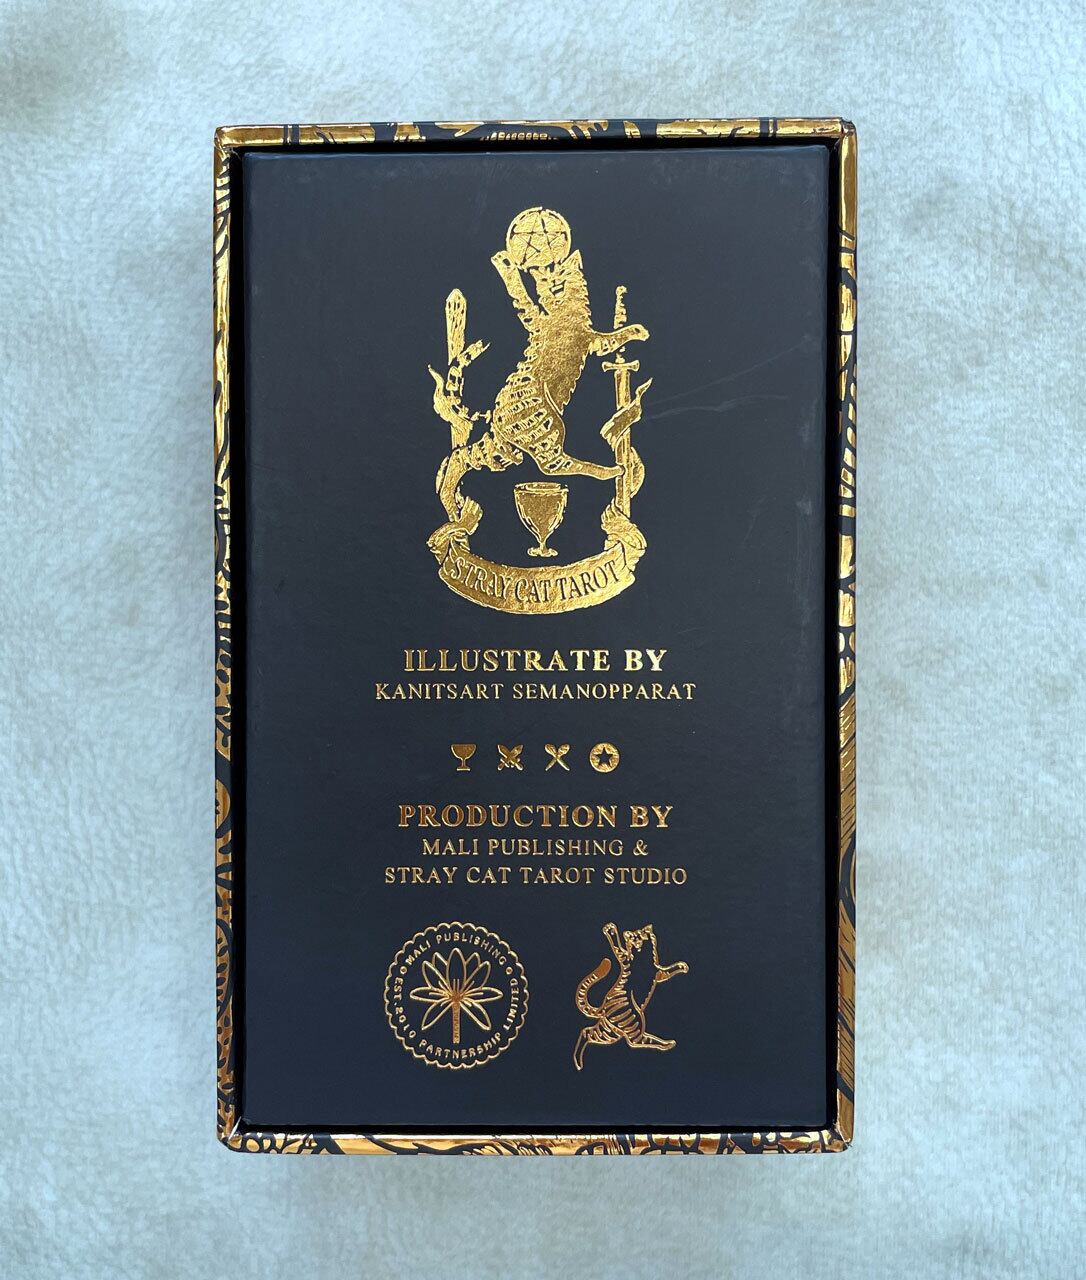 STRAY CAT TAROT
ILLUSTRATE BY
KANITSART SEMANOPPARAT
PRODUCTION BY
MALI PUBLISHING &
STRAY CAT TAROT STUDIO
MALI PUBLISHING LIMITED PARTNERSHIP EST. 2010